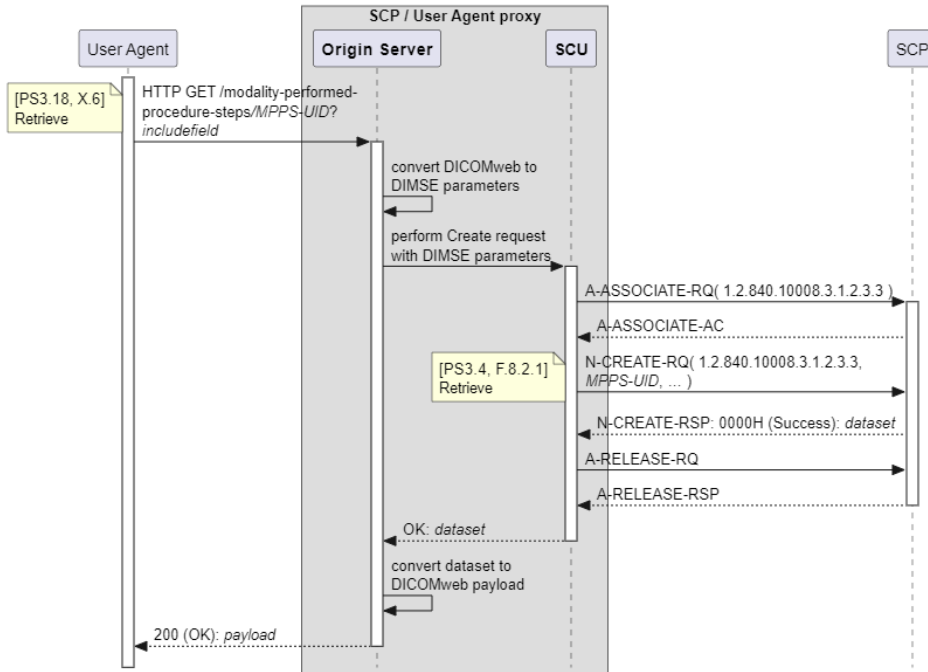 SCP / User Agent proxy
User Agent
Origin Server
SCU
SCP
[PS3.18, X.6]
Retrieve
HTTP GET /modality-performed-
procedure-steps/MPPS-UID?
includefield
convert DICOMweb to
DIMSE parameters
perform Create request
with DIMSE parameters
A-ASSOCIATE-RQ( 1.2.840.10008.3.1.2.3.3 )
A-ASSOCIATE-AC
[PS3.4, F.8.2.1]
Retrieve
N-CREATE-RQ( 1.2.840.10008.3.1.2.3.3,
MPPS-UID, ... )
N-CREATE-RSP: 0000H (Success): dataset
A-RELEASE-RQ
A-RELEASE-RSP
OK: dataset
convert dataset to
DICOMweb payload
200 (OK): payload